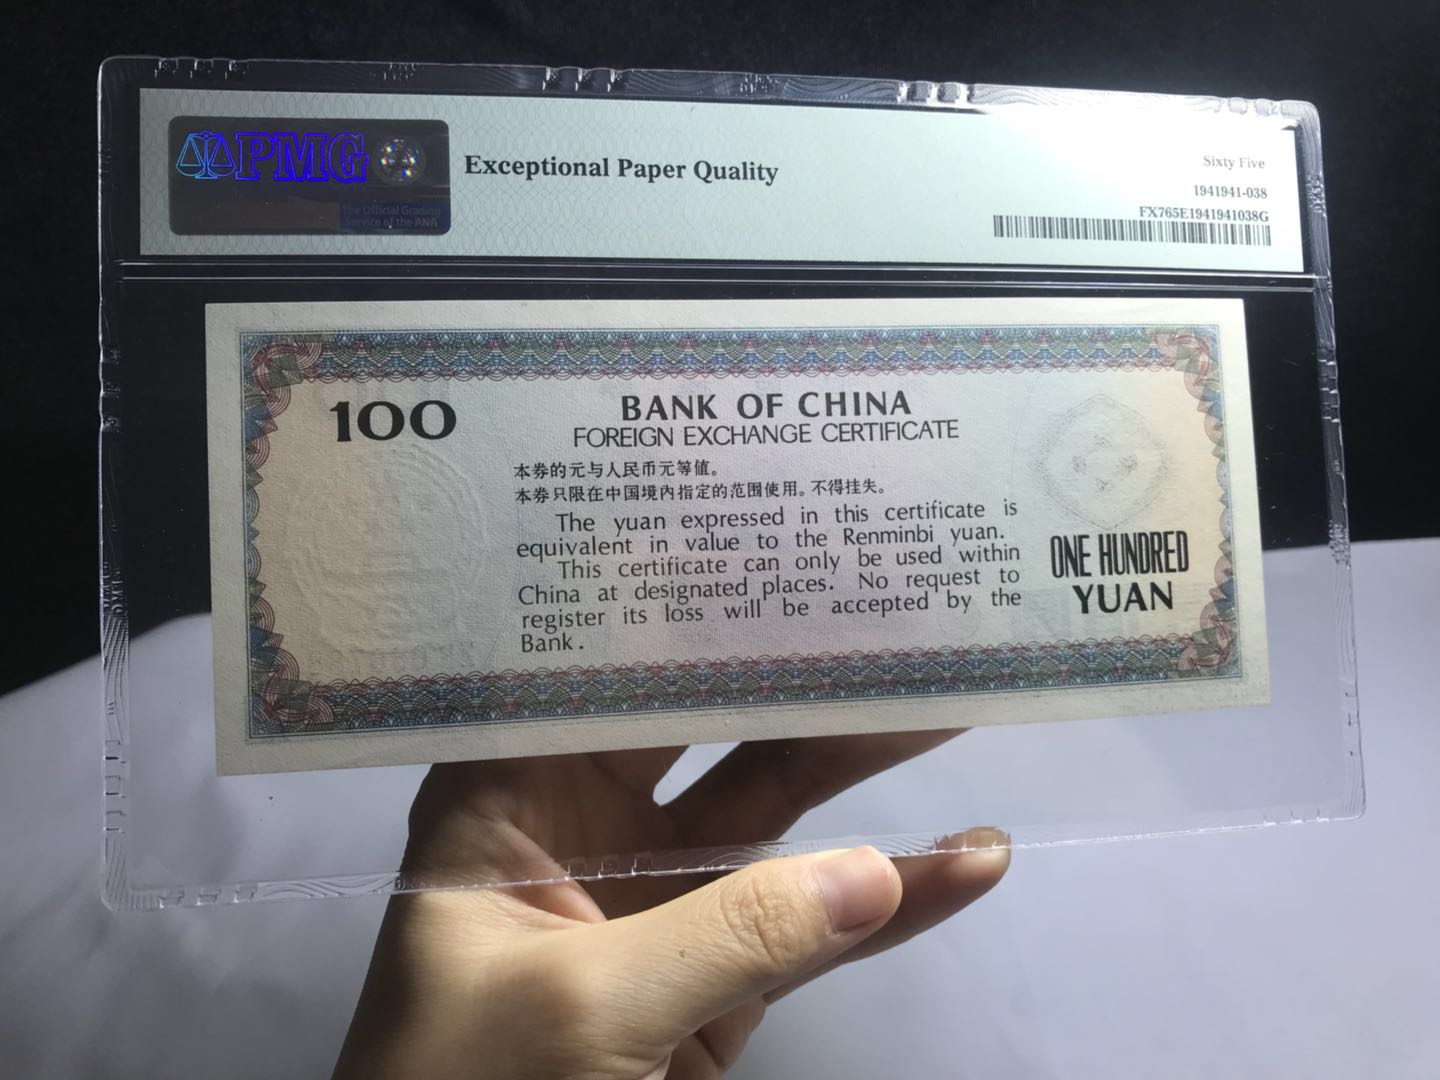 PMG
The Official Grading
Service of the ANA
Exceptional Paper Quality
Sixty Five
1941941-038
FX765E1941941038G
100
BANK OF CHINA
FOREIGN EXCHANGE CERTIFICATE
本券的元与人民币元等值。
本券只限在中国境内指定的范围使用。不得挂失。
The yuan expressed in this certificate is
equivalent in value to the Renminbi yuan.
This certificate can only be used within
China at designated places. No request to
register its loss will be accepted by the
Bank.
ONE HUNDRED
YUAN